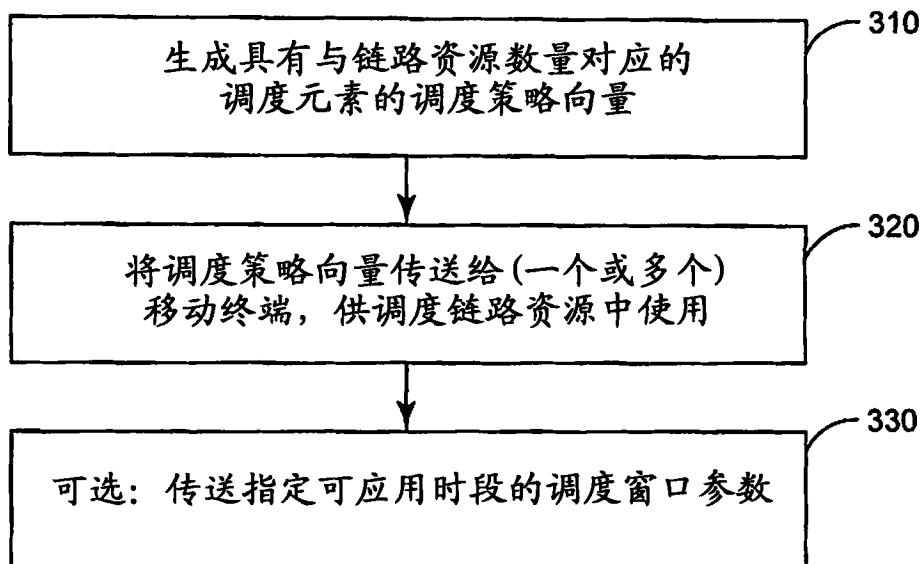 310
生成具有与链路资源数量对应的
调度元素的调度策略向量
320
将调度策略向量传送给(一个或多个)
移动终端，供调度链路资源中使用
330
可选：传送指定可应用时段的调度窗口参数